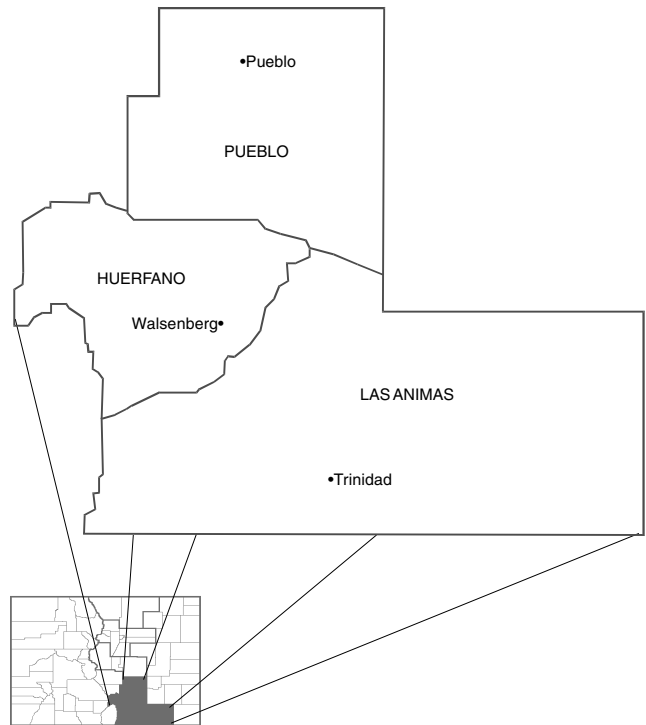 •Pueblo
PUEBLO
HUERFANO
Walsenberg•
LAS ANIMAS
•Trinidad